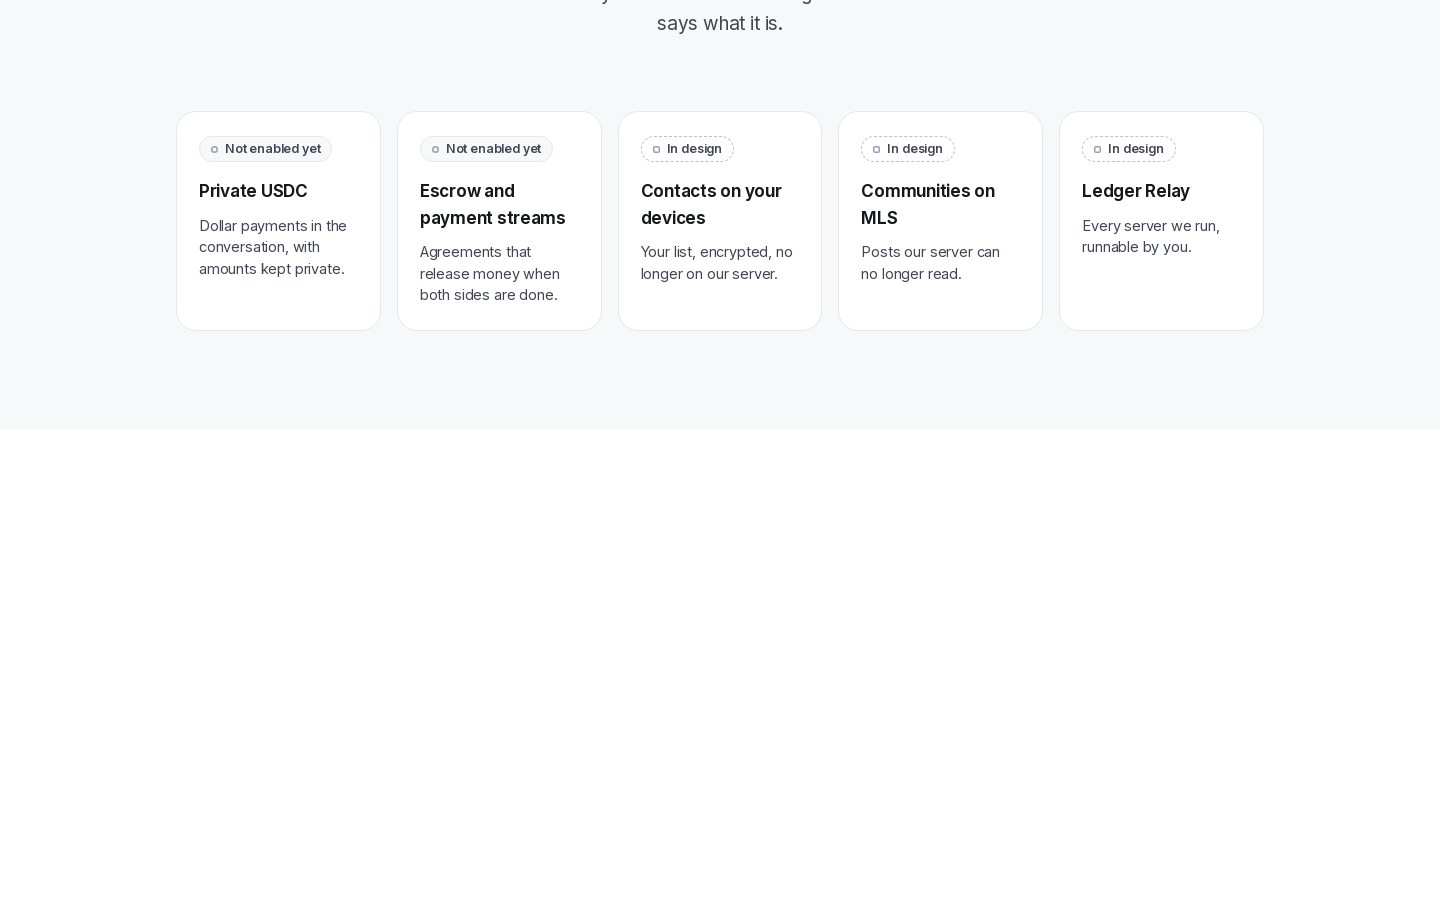 says what it is.
Not enabled yet
Private USDC
Dollar payments in the
conversation, with
amounts kept private.
Not enabled yet
Escrow and
payment streams
Agreements that
release money when
both sides are done.
In design
Contacts on your
devices
Your list, encrypted, no
longer on our server.
In design
Communities on
MLS
Posts our server can
no longer read.
In design
Ledger Relay
Every server we run,
runnable by you.